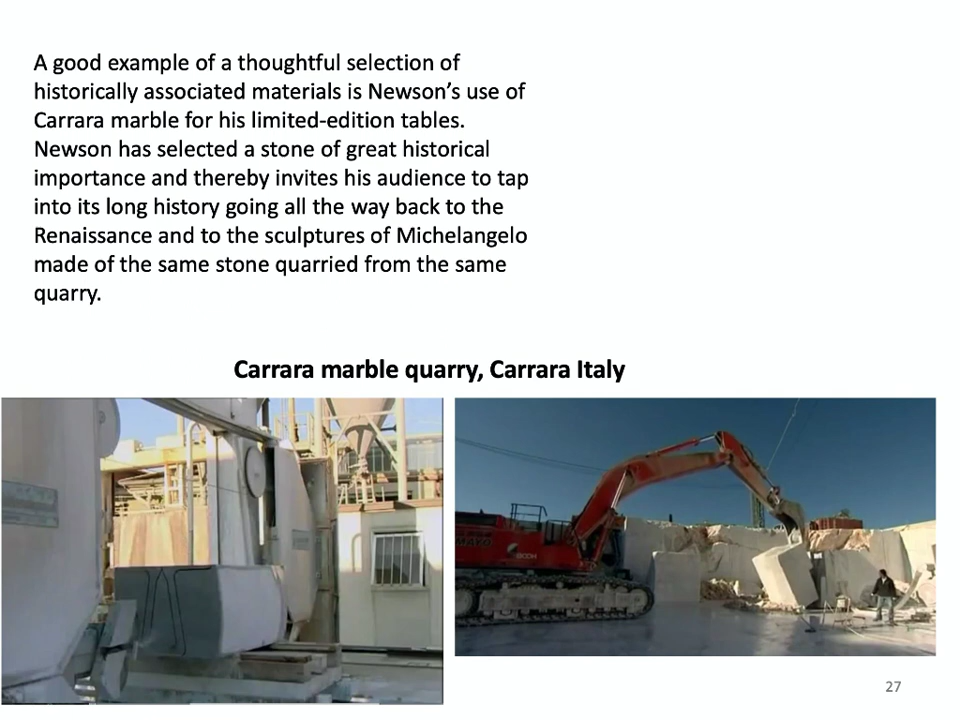 A good example of a thoughtful selection of
historically associated materials is Newson’s use of
Carrara marble for his limited-edition tables.
Newson has selected a stone of great historical
importance and thereby invites his audience to tap
into its long history going all the way back to the
Renaissance and to the sculptures of Michelangelo
made of the same stone quarried from the same
quarry.
Carrara marble quarry, Carrara Italy
27